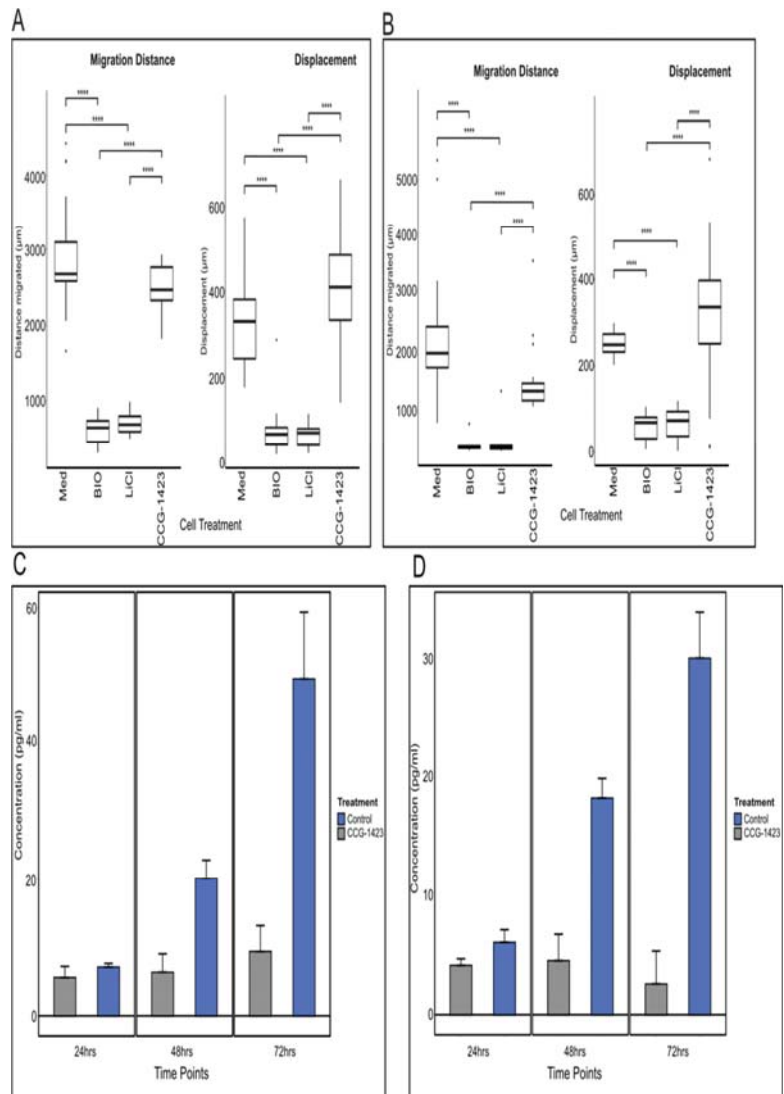 A
Migration Distance
Displacement
Distance migrated (µm)
4000
3000
2000
1000
****
****
****
****
Med
BIO
LiCl
CCG-1423
Displacement (µm)
600
400
200
0
****
****
****
****
Med
BIO
LiCl
CCG-1423
Cell Treatment
B
Migration Distance
Displacement
Distance migrated (µm)
5000
4000
3000
2000
1000
****
****
****
****
Med
BIO
LiCl
CCG-1423
Displacement (µm)
600
400
200
0
****
****
****
****
Med
BIO
LiCl
CCG-1423
Cell Treatment
C
Concentration (pg/ml)
60
40
20
0
24hrs
48hrs
72hrs
Time Points
Treatment
Control
CCG-1423
D
Concentration (pg/ml)
30
20
10
0
24hrs
48hrs
72hrs
Time Points
Treatment
Control
CCG-1423